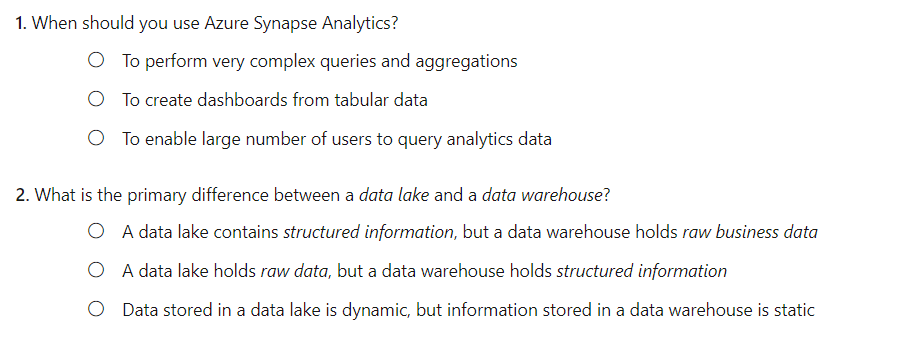 1. When should you use Azure Synapse Analytics?
To perform very complex queries and aggregations
To create dashboards from tabular data
To enable large number of users to query analytics data
2. What is the primary difference between a data lake and a data warehouse?
A data lake contains structured information, but a data warehouse holds raw business data
A data lake holds raw data, but a data warehouse holds structured information
Data stored in a data lake is dynamic, but information stored in a data warehouse is static